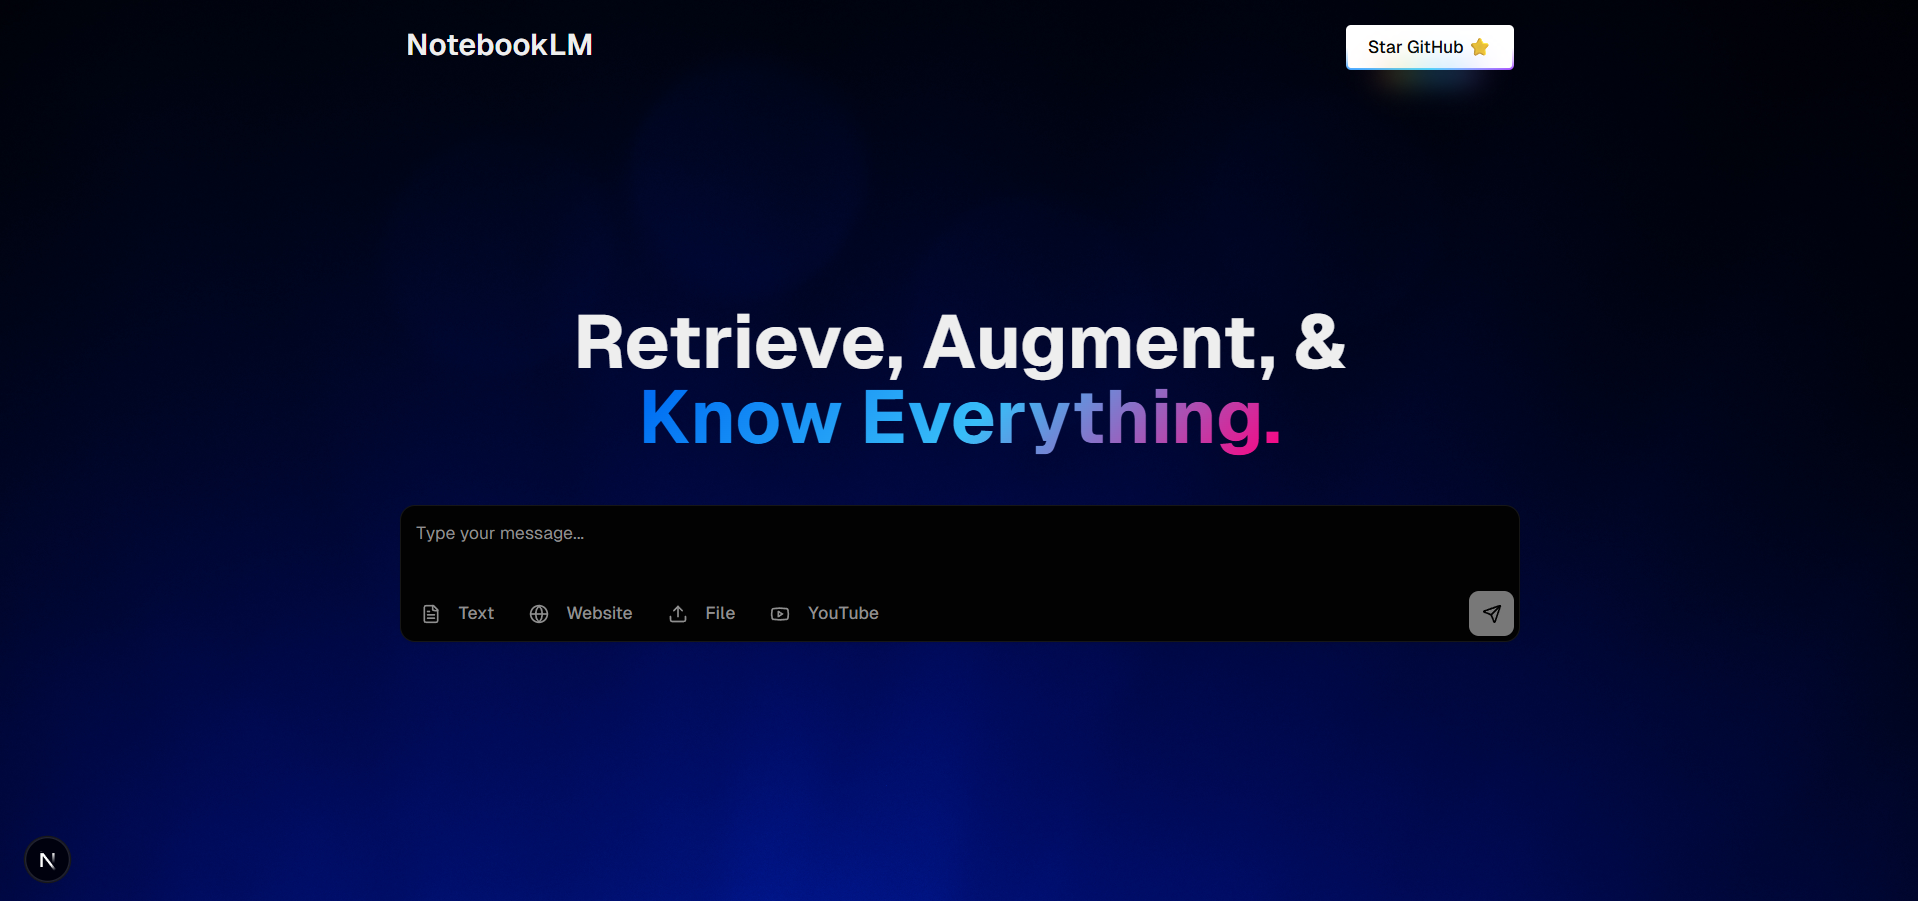 NotebookLM
Star GitHub ⭐
Retrieve, Augment, &
Know Everything.
Type your message...
Text
Website
File
YouTube
N